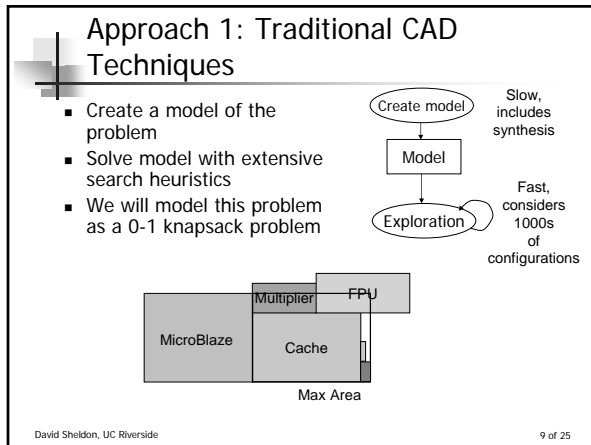 Approach 1: Traditional CAD
Techniques
▪ Create a model of the
problem
▪ Solve model with extensive
search heuristics
▪ We will model this problem
as a 0-1 knapsack problem
Create model
Slow,
includes
synthesis
Model
Exploration
Fast,
considers
1000s
of
configurations
MicroBlaze
Multiplier
FPU
Cache
Max Area
David Sheldon, UC Riverside
9 of 25